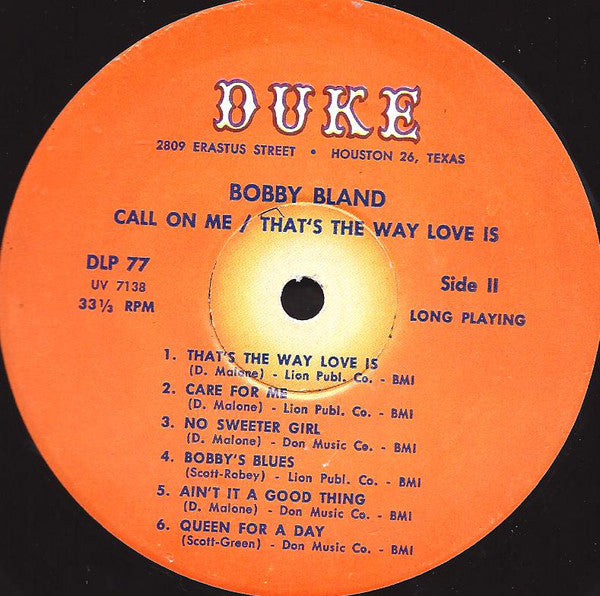 DUKE
2809 ERASTUS STREET • HOUSTON 26, TEXAS
BOBBY BLAND
CALL ON ME / THAT'S THE WAY LOVE IS
DLP 77
UV 7138
33⅓ RPM
Side II
LONG PLAYING
1. THAT'S THE WAY LOVE IS
(D. Malone) - Lion Publ. Co. - BMI
2. CARE FOR ME
(D. Malone) - Lion Publ. Co. - BMI
3. NO SWEETER GIRL
(D. Malone) - Don Music Co. - BMI
4. BOBBY'S BLUES
(Scott-Robey) - Lion Publ. Co. - BMI
5. AIN'T IT A GOOD THING
(D. Malone) - Don Music Co. - BMI
6. QUEEN FOR A DAY
(Scott-Green) - Don Music Co. - BMI